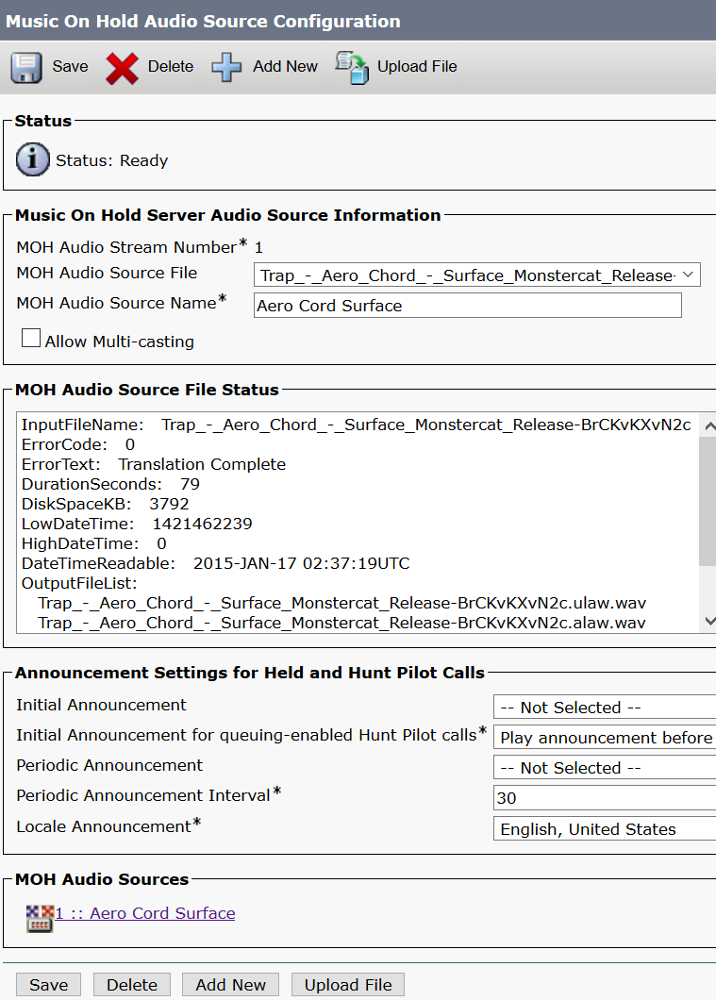 Music On Hold Audio Source Configuration
Save Delete Add New Upload File
Status
i Status: Ready
Music On Hold Server Audio Source Information
MOH Audio Stream Number* 1
MOH Audio Source File Trap_-_Aero_Chord_-_Surface_Monstercat_Release-
MOH Audio Source Name* Aero Cord Surface
Allow Multi-casting
MOH Audio Source File Status
InputFileName: Trap_-_Aero_Chord_-_Surface_Monstercat_Release-BrCKvKXvN2c
ErrorCode: 0
ErrorText: Translation Complete
DurationSeconds: 79
DiskSpaceKB: 3792
LowDateTime: 1421462239
HighDateTime: 0
DateTimeReadable: 2015-JAN-17 02:37:19UTC
OutputFileList:
Trap_-_Aero_Chord_-_Surface_Monstercat_Release-BrCKvKXvN2c.ulaw.wav
Trap_-_Aero_Chord_-_Surface_Monstercat_Release-BrCKvKXvN2c.alaw.wav
Announcement Settings for Held and Hunt Pilot Calls
Initial Announcement -- Not Selected --
Initial Announcement for queuing-enabled Hunt Pilot calls* Play announcement before
Periodic Announcement -- Not Selected --
Periodic Announcement Interval* 30
Locale Announcement* English, United States
MOH Audio Sources
1 :: Aero Cord Surface
Save Delete Add New Upload File